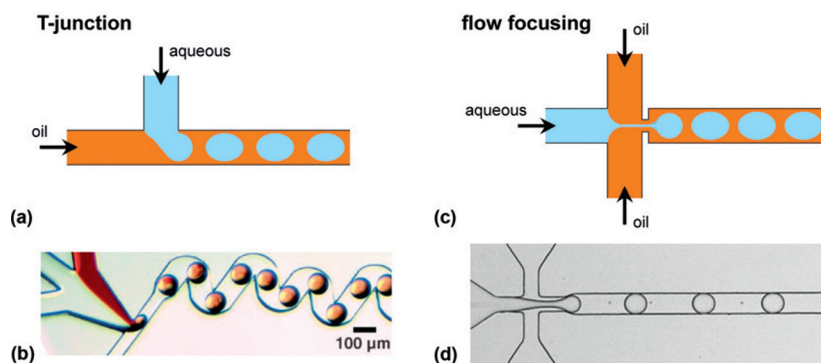 T-junction
aqueous
oil
(a)
(b)
100 µm
flow focusing
oil
aqueous
oil
(c)
(d)